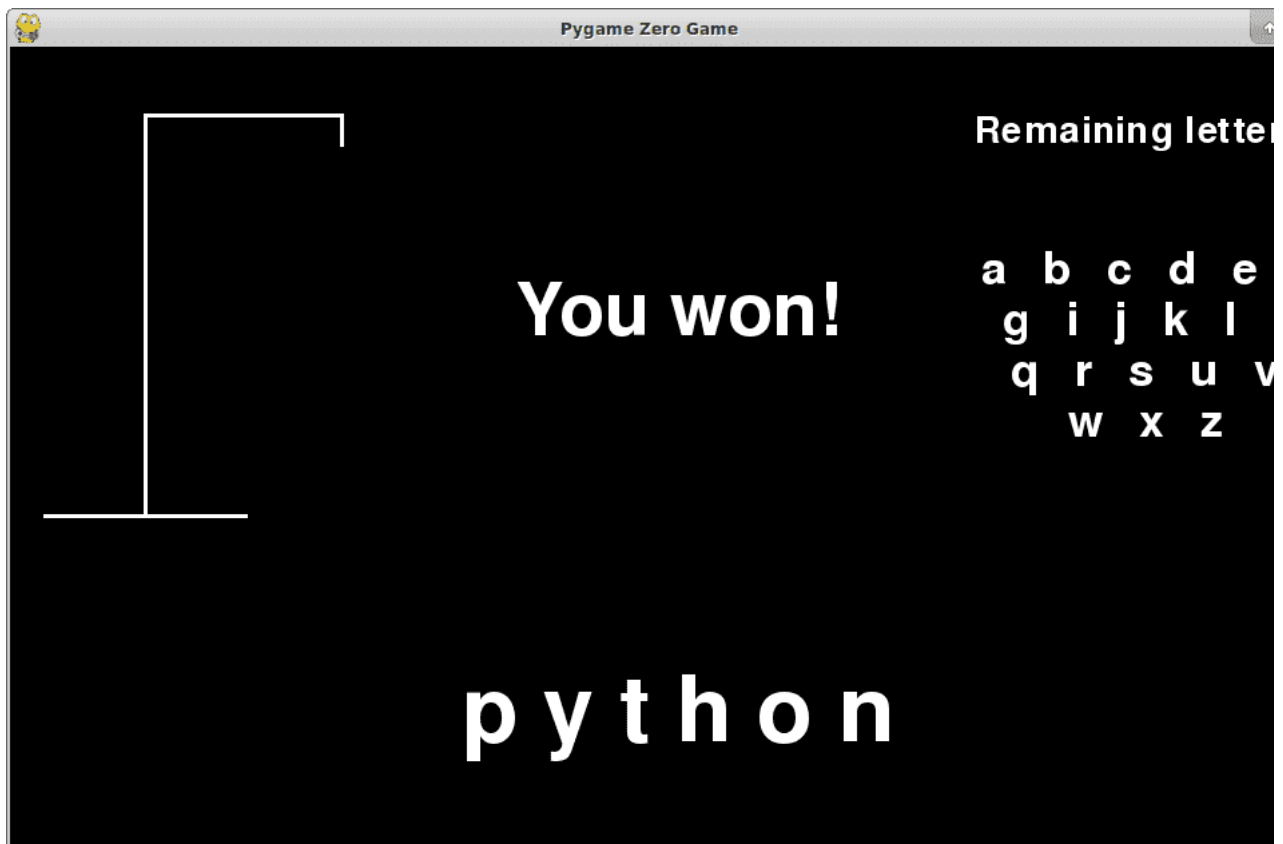 Pygame Zero Game
Remaining letter
You won!
a b c d e
g i j k l
q r s u v
w x z
p y t h o n